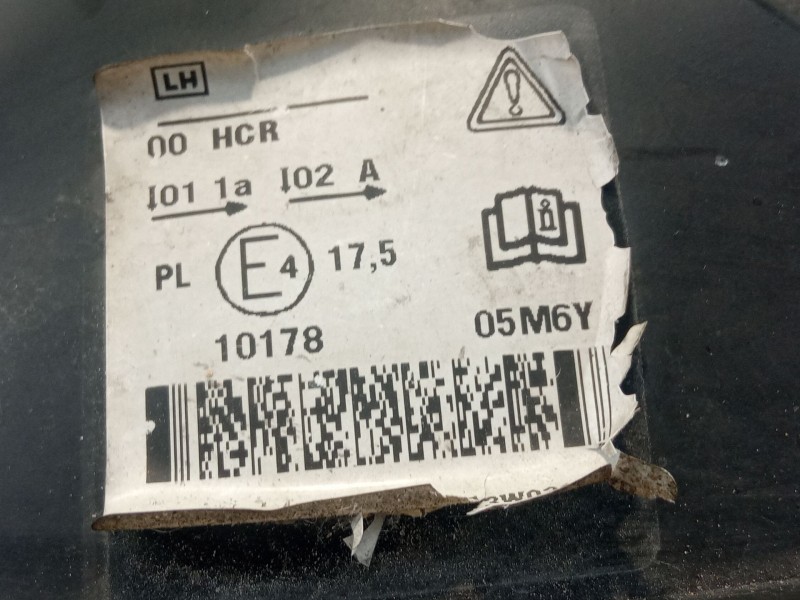 LH
00 HCR
I01 1a I02 A
PL E4 17,5
10178 05M6Y